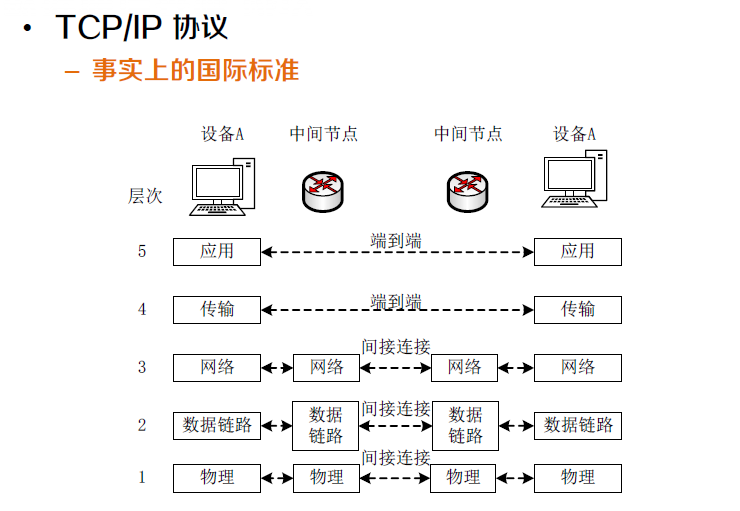 • TCP/IP 协议
– 事实上的国际标准
设备A 中间节点 中间节点 设备A
层次
5 应用 端到端 应用
4 传输 端到端 传输
间接连接
3 网络 网络 网络 网络
间接连接
2 数据链路 数据链路 数据链路 数据链路
间接连接
1 物理 物理 物理 物理